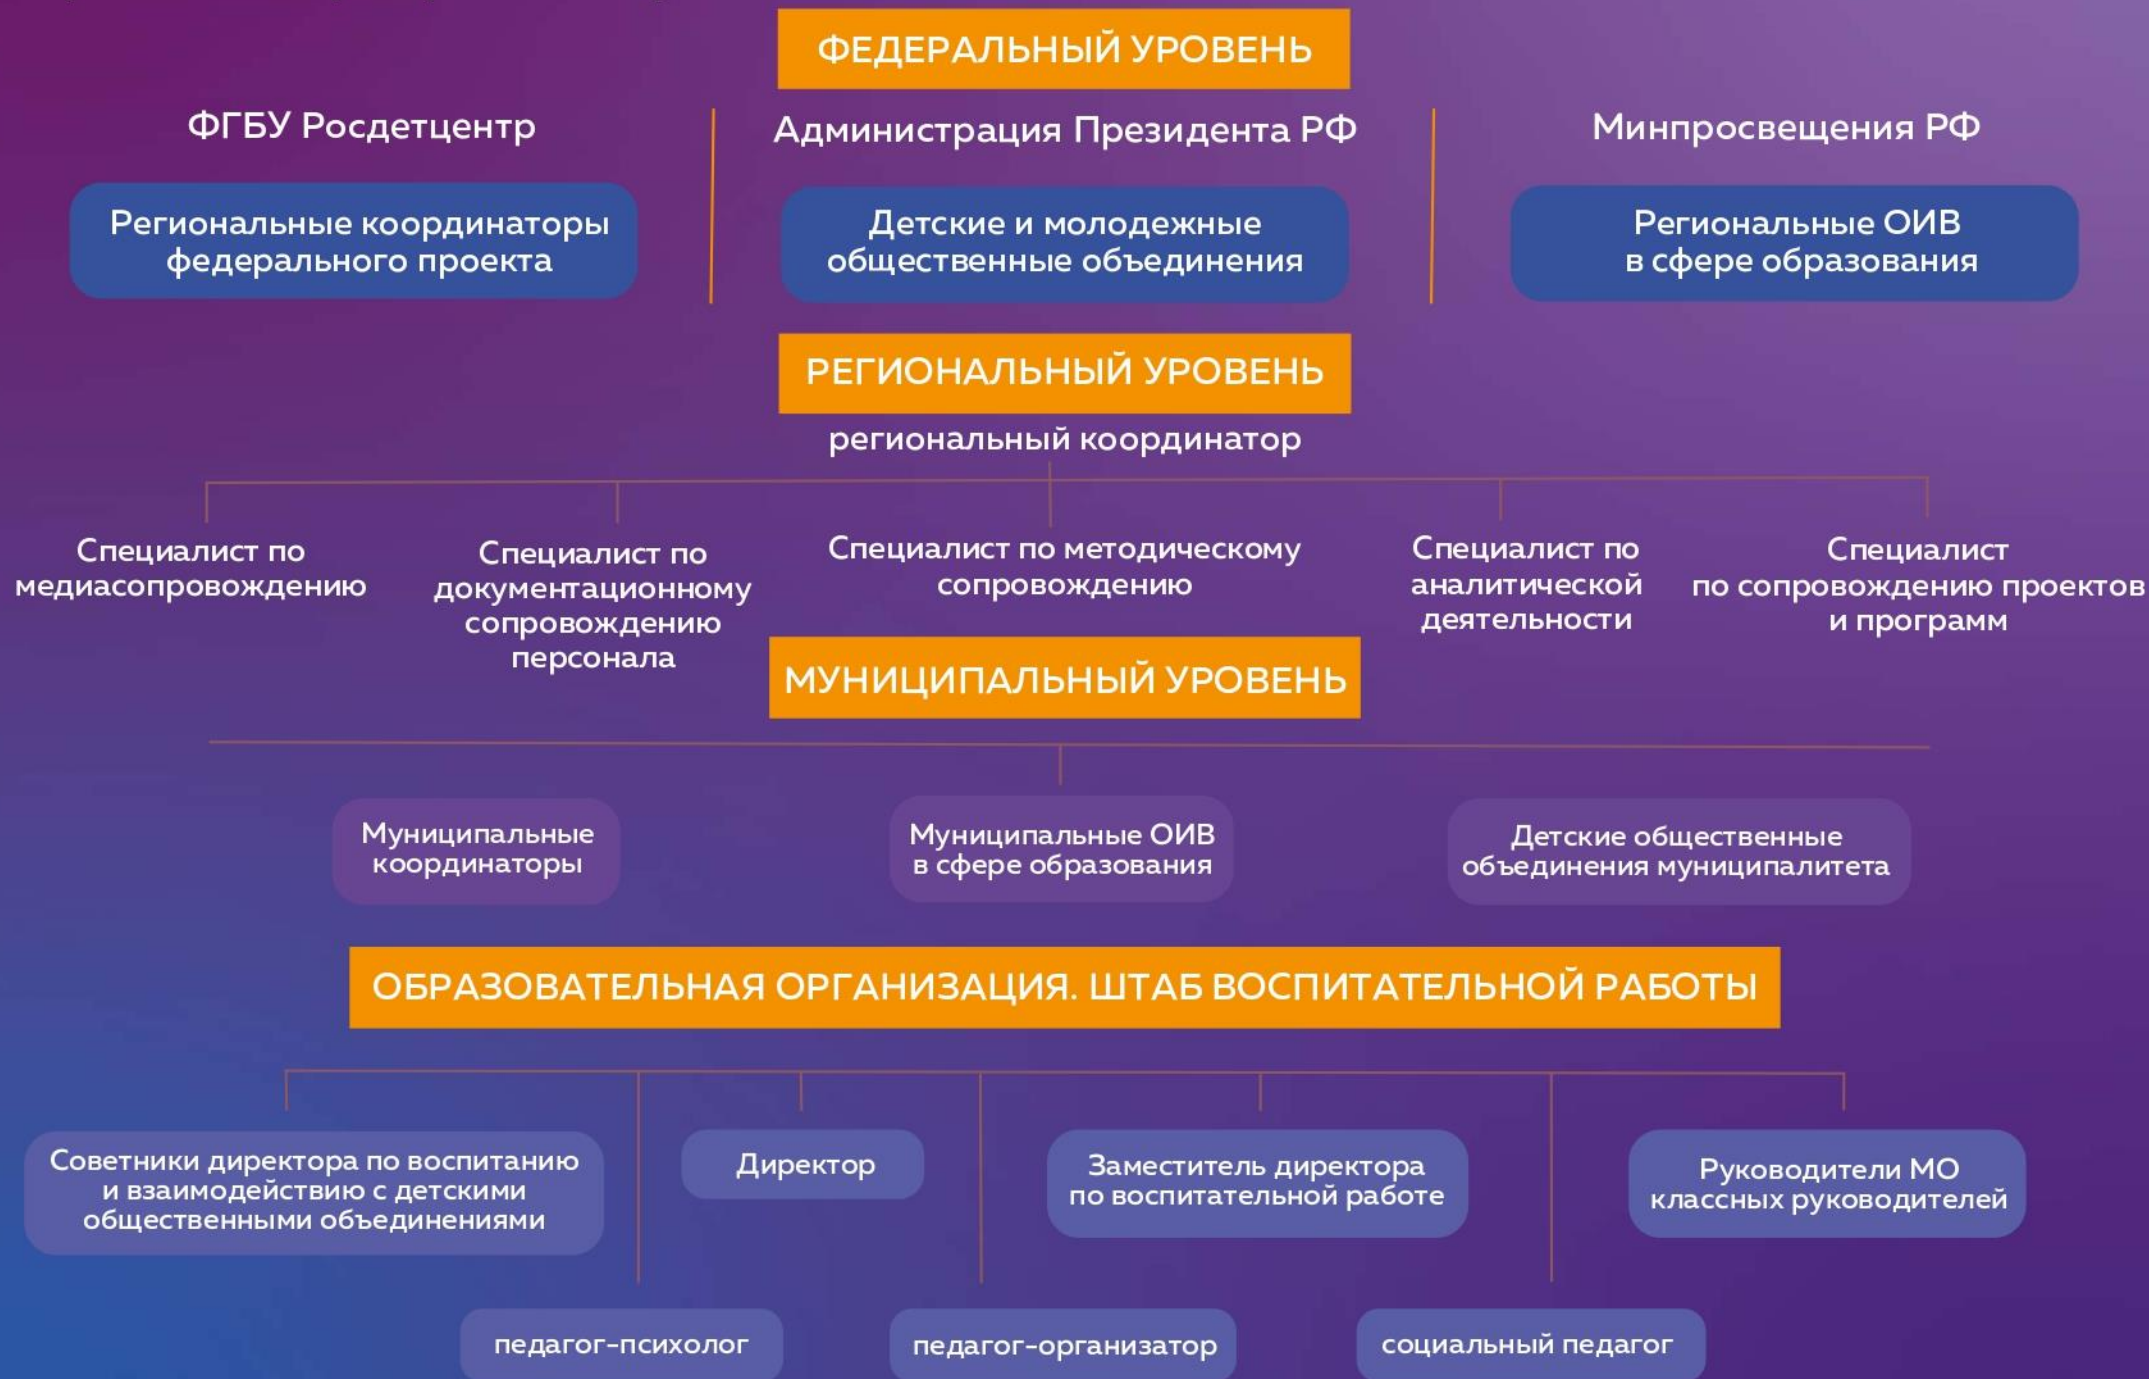 ФЕДЕРАЛЬНЫЙ УРОВЕНЬ
ФГБУ Росдетцентр
Региональные координаторы
федерального проекта
Администрация Президента РФ
Детские и молодежные
общественные объединения
Минпросвещения РФ
Региональные ОИВ
в сфере образования
РЕГИОНАЛЬНЫЙ УРОВЕНЬ
региональный координатор
Специалист по
медиасопровождению
Специалист по
документационному
сопровождению
персонала
Специалист по методическому
сопровождению
Специалист по
аналитической
деятельности
Специалист
по сопровождению проектов
и программ
МУНИЦИПАЛЬНЫЙ УРОВЕНЬ
Муниципальные
координаторы
Муниципальные ОИВ
в сфере образования
Детские общественные
объединения муниципалитета
ОБРАЗОВАТЕЛЬНАЯ ОРГАНИЗАЦИЯ. ШТАБ ВОСПИТАТЕЛЬНОЙ РАБОТЫ
Советники директора по воспитанию
и взаимодействию с детскими
общественными объединениями
Директор
Заместитель директора
по воспитательной работе
Руководители МО
классных руководителей
педагог-психолог
педагог-организатор
социальный педагог